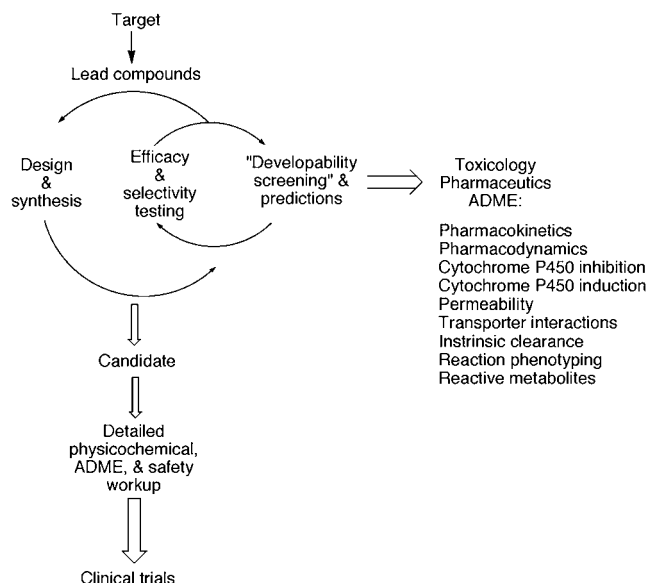 Target
Lead compounds
Design
&
synthesis
Efficacy
&
selectivity
testing
"Developability
screening" &
predictions
Toxicology
Pharmaceutics
ADME:
Pharmacokinetics
Pharmacodynamics
Cytochrome P450 inhibition
Cytochrome P450 induction
Permeability
Transporter interactions
Instrinsic clearance
Reaction phenotyping
Reactive metabolites
Candidate
Detailed
physicochemical,
ADME, & safety
workup
Clinical trials